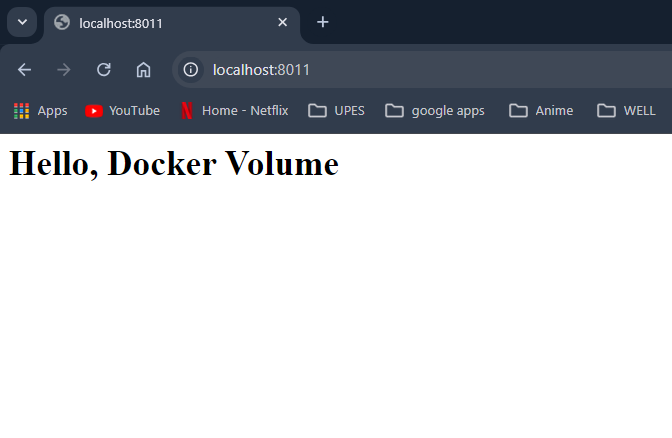 localhost:8011
localhost:8011
Apps YouTube Home - Netflix UPES google apps Anime WELL
Hello, Docker Volume